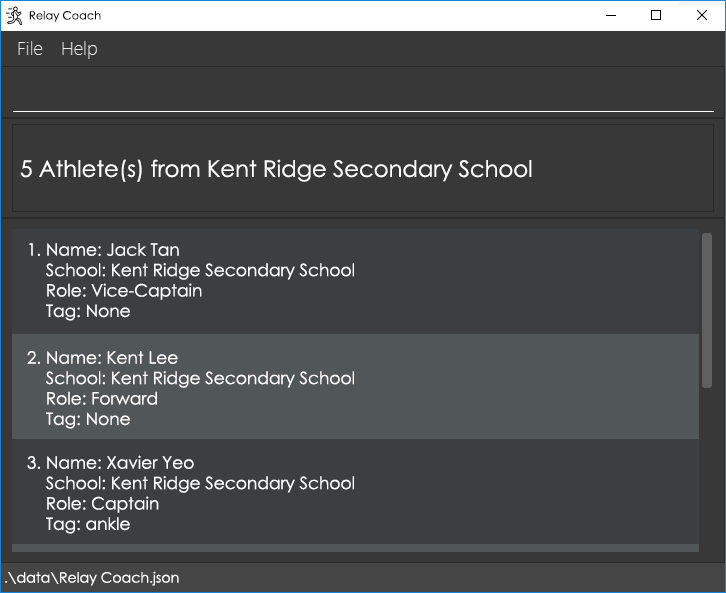 Relay Coach
File Help
5 Athlete(s) from Kent Ridge Secondary School
1. Name: Jack Tan
School: Kent Ridge Secondary School
Role: Vice-Captain
Tag: None
2. Name: Kent Lee
School: Kent Ridge Secondary School
Role: Forward
Tag: None
3. Name: Xavier Yeo
School: Kent Ridge Secondary School
Role: Captain
Tag: ankle
.\data\Relay Coach.json